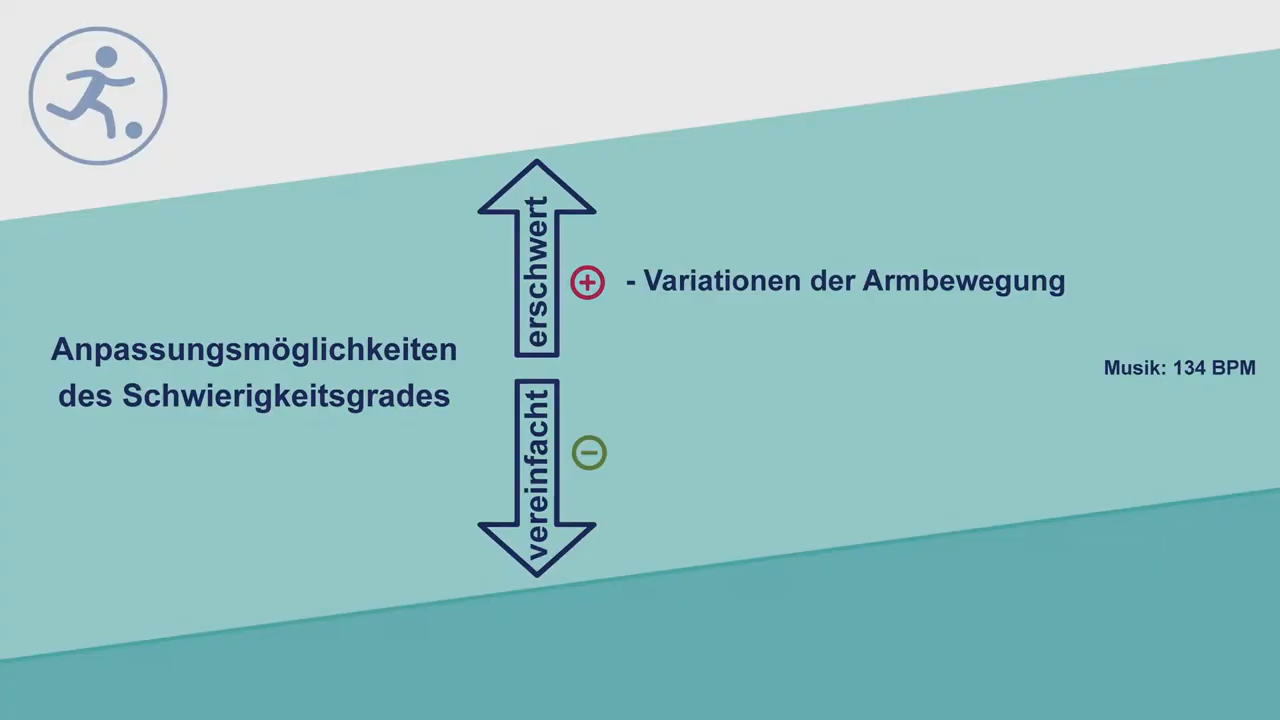 Anpassungsmöglichkeiten
des Schwierigkeitsgrades
erschwert
- Variationen der Armbewegung
vereinfacht
Musik: 134 BPM